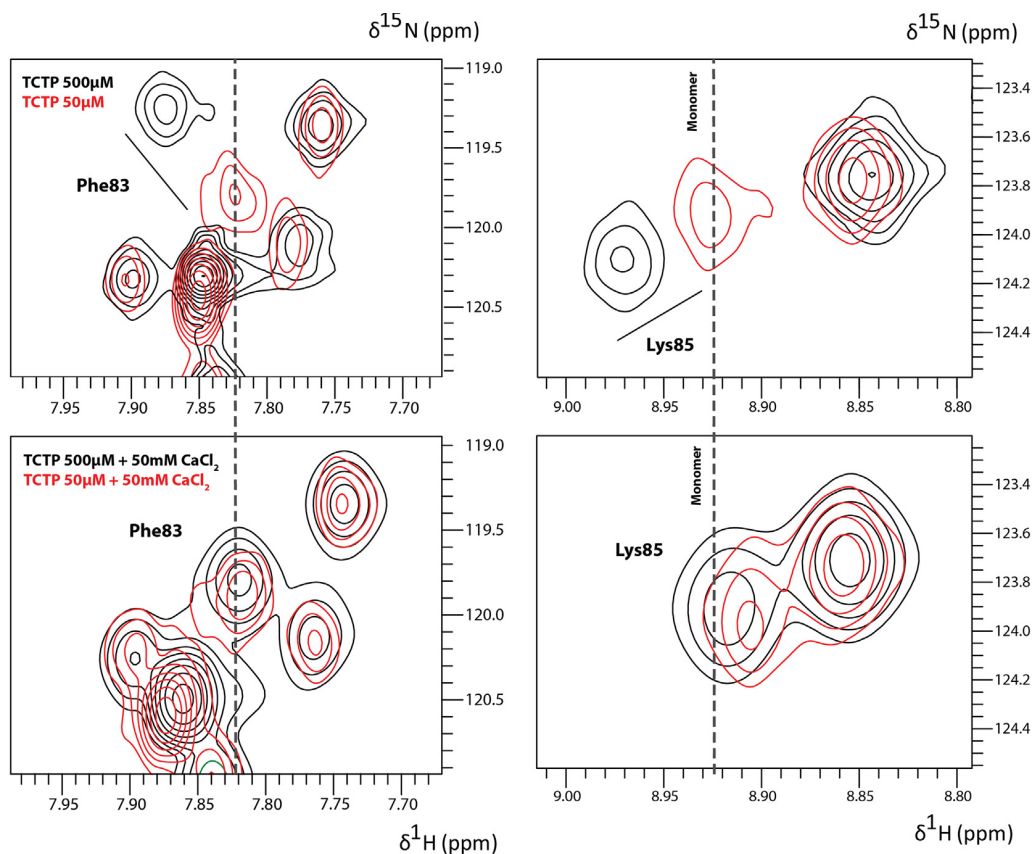 δ¹⁵N (ppm)
δ¹⁵N (ppm)
TCTP 500µM
TCTP 50µM
Phe83
119.0
119.5
120.0
120.5
7.95 7.90 7.85 7.80 7.75 7.70
Monomer
Lys85
123.4
123.6
123.8
124.0
124.2
124.4
9.00 8.95 8.90 8.84 8.80
TCTP 500µM + 50mM CaCl₂
TCTP 50µM + 50mM CaCl₂
Phe83
119.0
119.5
120.0
120.5
7.95 7.90 7.84 7.80 7.75 7.70
Monomer
Lys85
123.4
123.6
123.8
124.0
124.2
124.4
9.00 8.95 8.90 8.84 8.80
δ¹H (ppm)
δ¹H (ppm)